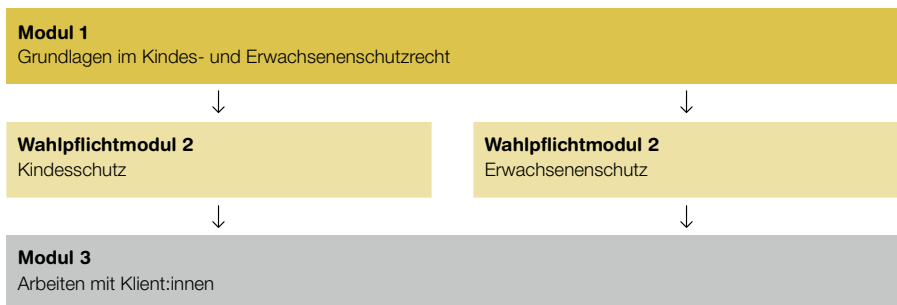 Modul 1
Grundlagen im Kindes- und Erwachsenenschutzrecht
Wahlpflichtmodul 2
Kindesschutz
Wahlpflichtmodul 2
Erwachsenenschutz
Modul 3
Arbeiten mit Klient:innen